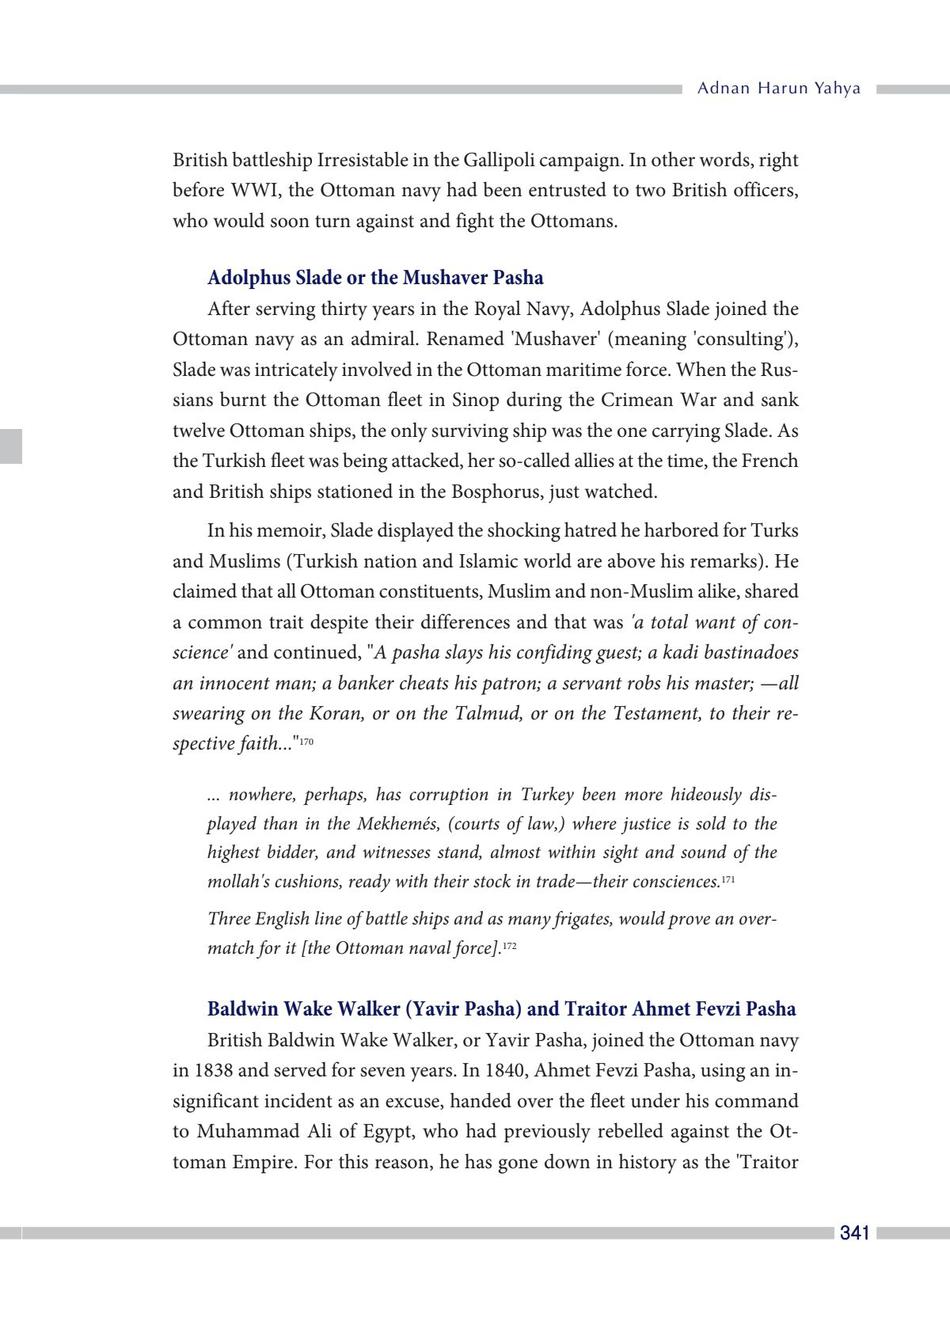 Adnan Harun Yahya
British battleship Irresistable in the Gallipoli campaign. In other words, right
before WWI, the Ottoman navy had been entrusted to two British officers,
who would soon turn against and fight the Ottomans.
Adolphus Slade or the Mushaver Pasha
After serving thirty years in the Royal Navy, Adolphus Slade joined the
Ottoman navy as an admiral. Renamed 'Mushaver' (meaning 'consulting'),
Slade was intricately involved in the Ottoman maritime force. When the Rus-
sians burnt the Ottoman fleet in Sinop during the Crimean War and sank
twelve Ottoman ships, the only surviving ship was the one carrying Slade. As
the Turkish fleet was being attacked, her so-called allies at the time, the French
and British ships stationed in the Bosphorus, just watched.
In his memoir, Slade displayed the shocking hatred he harbored for Turks
and Muslims (Turkish nation and Islamic world are above his remarks). He
claimed that all Ottoman constituents, Muslim and non-Muslim alike, shared
a common trait despite their differences and that was 'a total want of con-
science' and continued, "A pasha slays his confiding guest; a kadi bastinadoes
an innocent man; a banker cheats his patron; a servant robs his master; —all
swearing on the Koran, or on the Talmud, or on the Testament, to their re-
spective faith..."170
... nowhere, perhaps, has corruption in Turkey been more hideously dis-
played than in the Mekhemés, (courts of law,) where justice is sold to the
highest bidder, and witnesses stand, almost within sight and sound of the
mollah's cushions, ready with their stock in trade—their consciences.171
Three English line of battle ships and as many frigates, would prove an over-
match for it [the Ottoman naval force].172
Baldwin Wake Walker (Yavir Pasha) and Traitor Ahmet Fevzi Pasha
British Baldwin Wake Walker, or Yavir Pasha, joined the Ottoman navy
in 1838 and served for seven years. In 1840, Ahmet Fevzi Pasha, using an in-
significant incident as an excuse, handed over the fleet under his command
to Muhammad Ali of Egypt, who had previously rebelled against the Ot-
toman Empire. For this reason, he has gone down in history as the 'Traitor
341